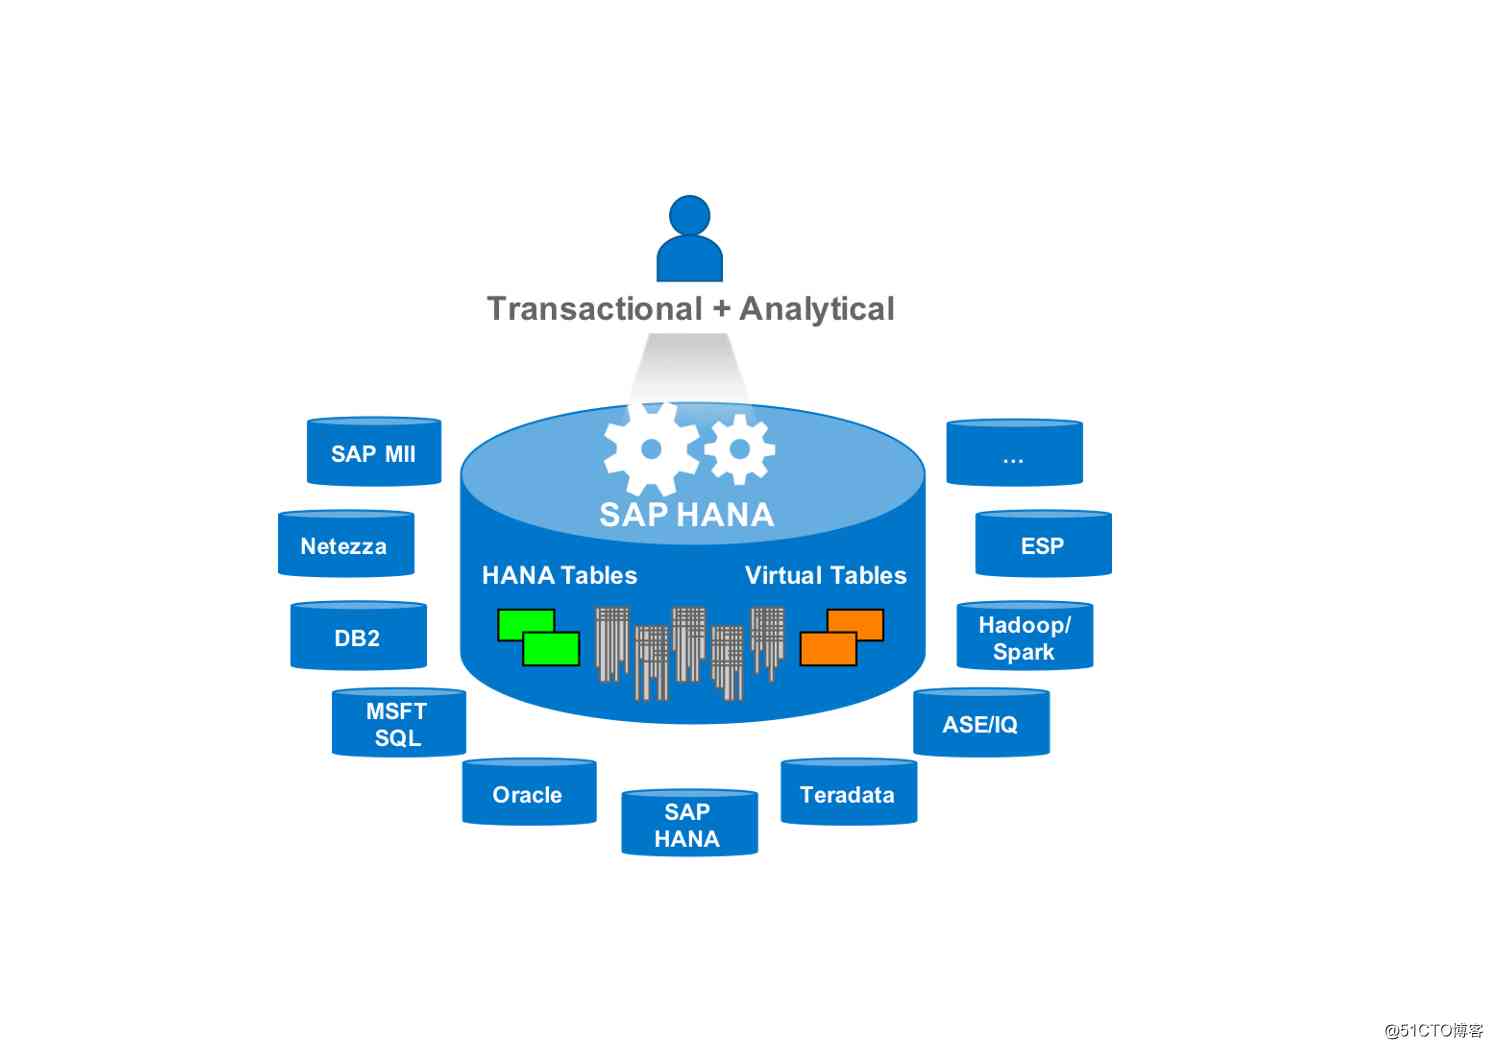 Transactional + Analytical
SAP MII
...
SAP HANA
Netezza
ESP
HANA Tables
Virtual Tables
DB2
Hadoop/
Spark
MSFT
SQL
ASE/IQ
Oracle
Teradata
SAP
HANA
@51CTO博客